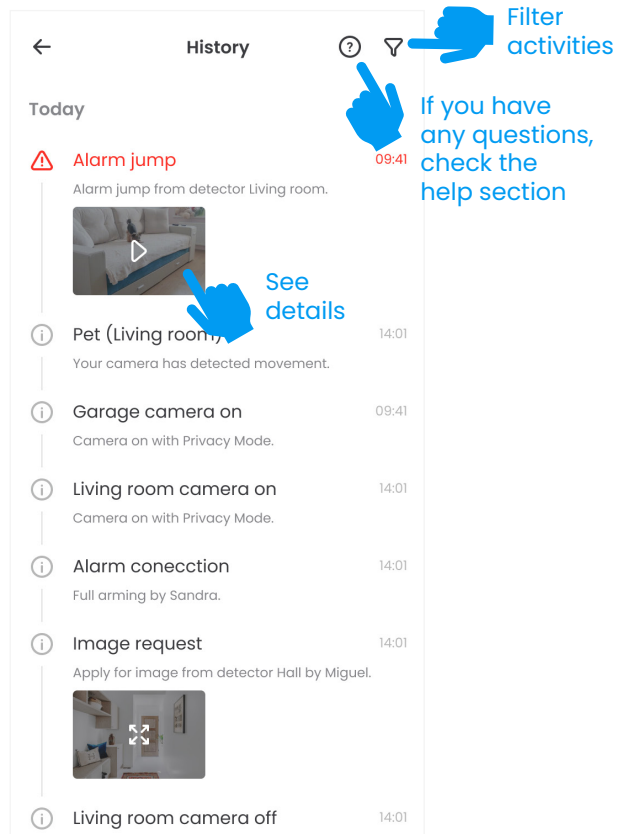 Filter
activities
History
?
If you have
any questions,
check the
help section
Today
Alarm jump 09:41
Alarm jump from detector Living room.
See
details
Pet (Living room) 14:01
Your camera has detected movement.
Garage camera on 09:41
Camera on with Privacy Mode.
Living room camera on 14:01
Camera on with Privacy Mode.
Alarm conecction 14:01
Full arming by Sandra.
Image request 14:01
Apply for image from detector Hall by Miguel.
Living room camera off 14:01